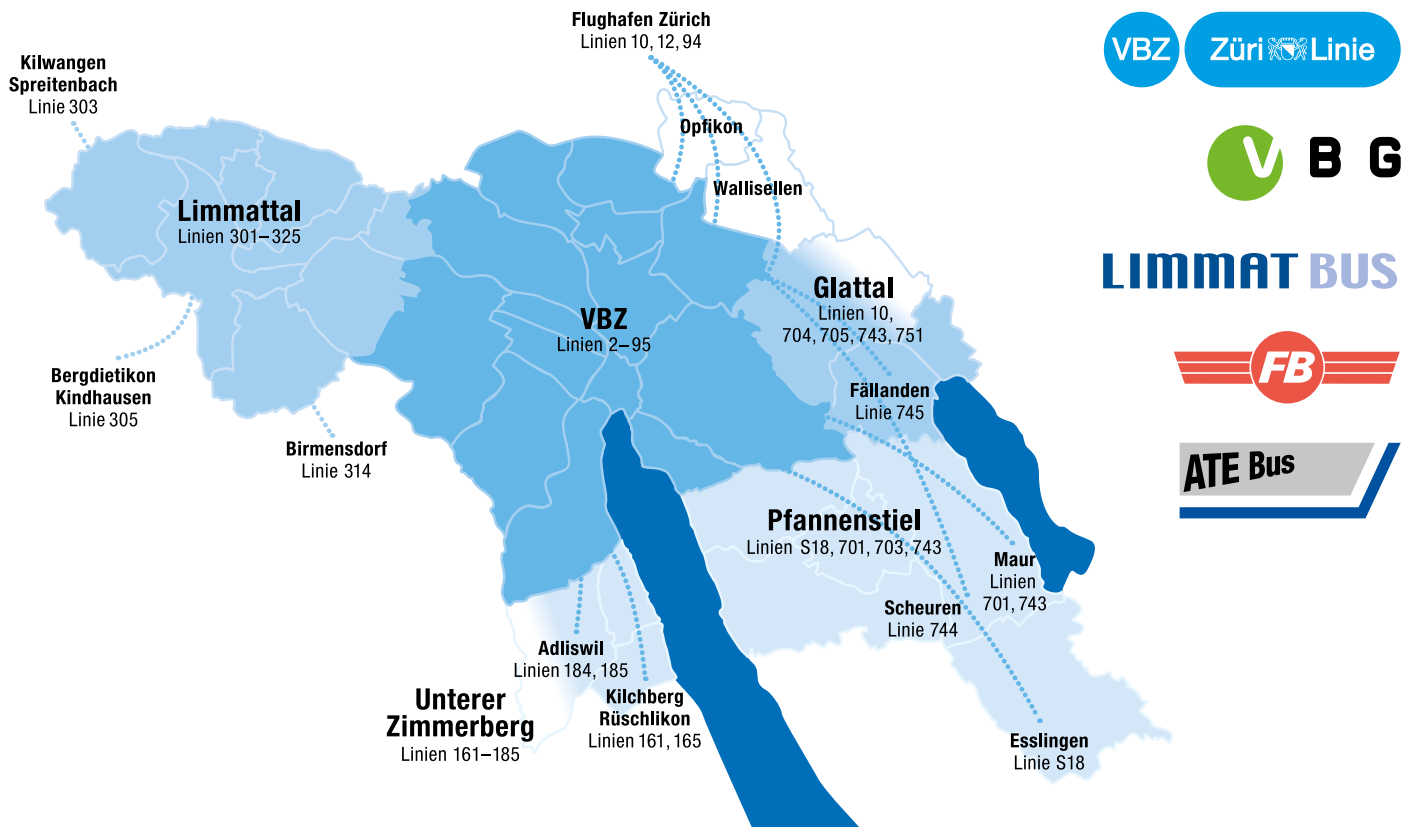 Flughafen Zürich
Linien 10, 12, 94
Kilwangen
Spreitenbach
Linie 303
Opfikon
Wallisellen
Limmattal
Linien 301–325
Glattal
Linien 10,
704, 705, 743, 751
VBZ
Linien 2–95
Bergdietikon
Kindhausen
Linie 305
Fällanden
Linie 745
Birmensdorf
Linie 314
Pfannenstiel
Linien S18, 701, 703, 743
Maur
Linien
701, 743
Scheuren
Linie 744
Adliswil
Linien 184, 185
Unterer
Zimmerberg
Linien 161–185
Kilchberg
Rüschlikon
Linien 161, 165
Esslingen
Linie S18
VBZ Züri Linie
V B G
LIMMAT BUS
FB
ATE Bus